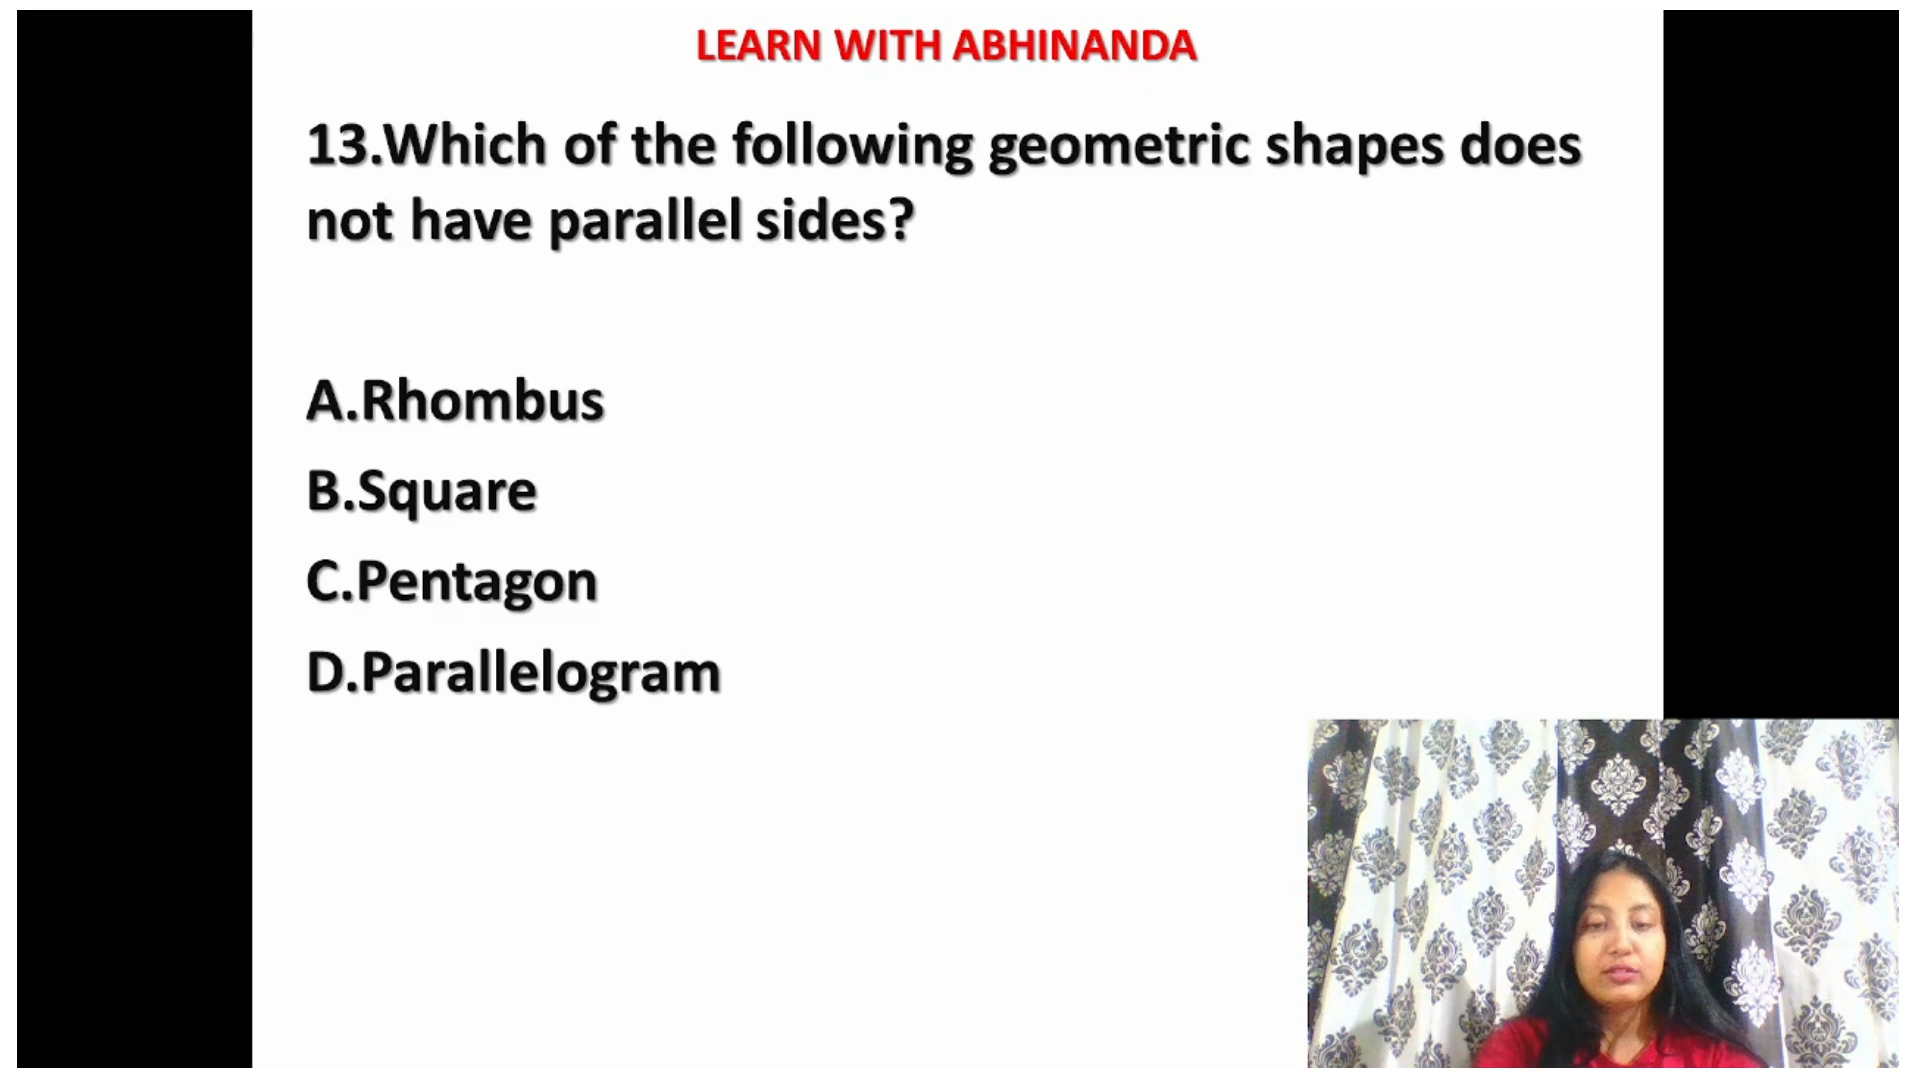 LEARN WITH ABHINANDA
13.Which of the following geometric shapes does
not have parallel sides?
A.Rhombus
B.Square
C.Pentagon
D.Parallelogram